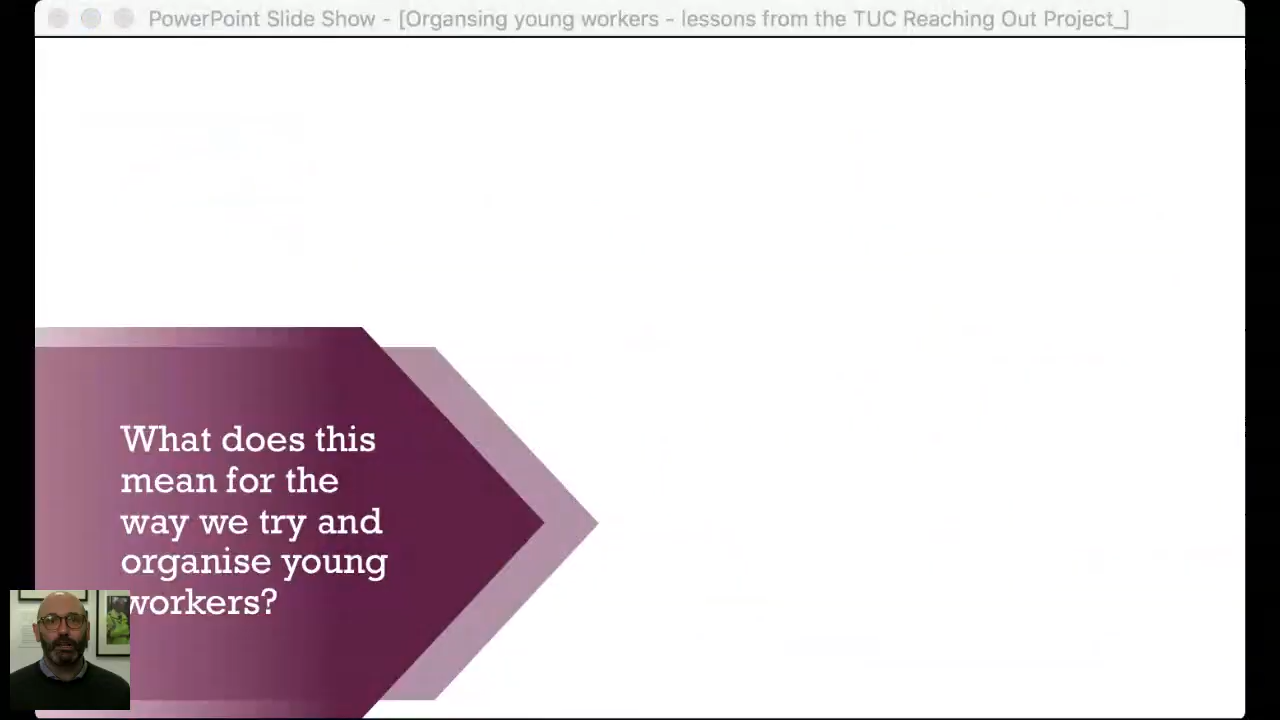 PowerPoint Slide Show - [Organsing young workers - lessons from the TUC Reaching Out Project_]
What does this
mean for the
way we try and
organise young
workers?